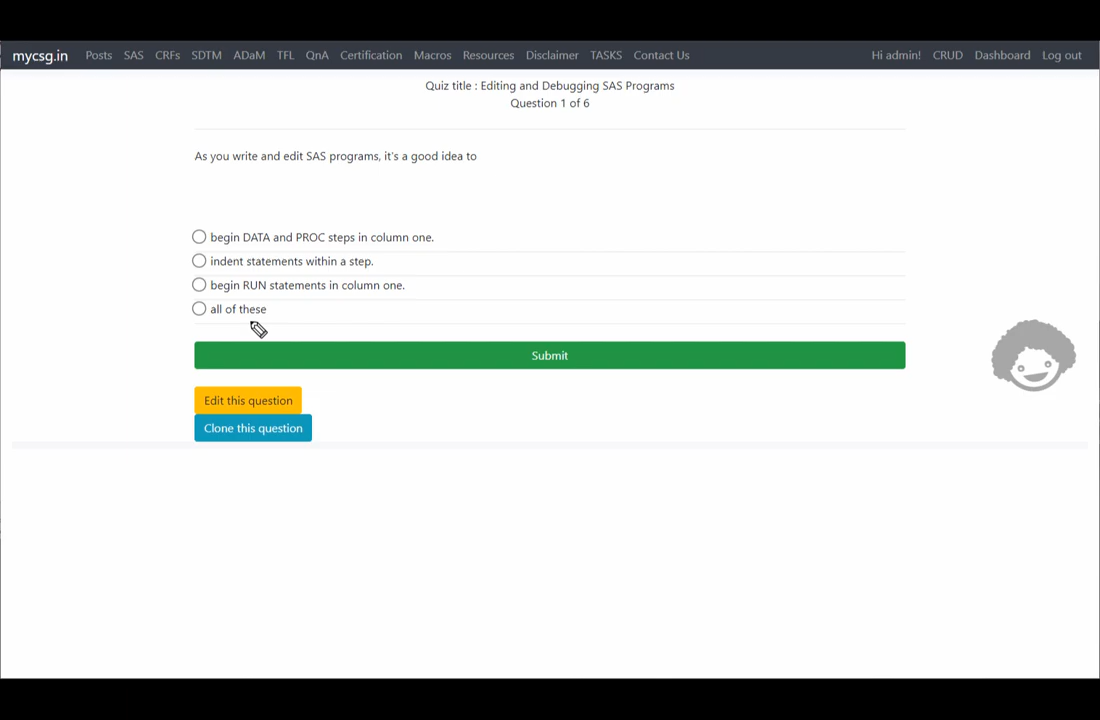 mycsg.in Posts SAS CRFs SDTM ADaM TFL QnA Certification Macros Resources Disclaimer TASKS Contact Us Hi admin! CRUD Dashboard Log out
Quiz title : Editing and Debugging SAS Programs
Question 1 of 6
As you write and edit SAS programs, it's a good idea to
begin DATA and PROC steps in column one.
indent statements within a step.
begin RUN statements in column one.
all of these
Submit
Edit this question
Clone this question